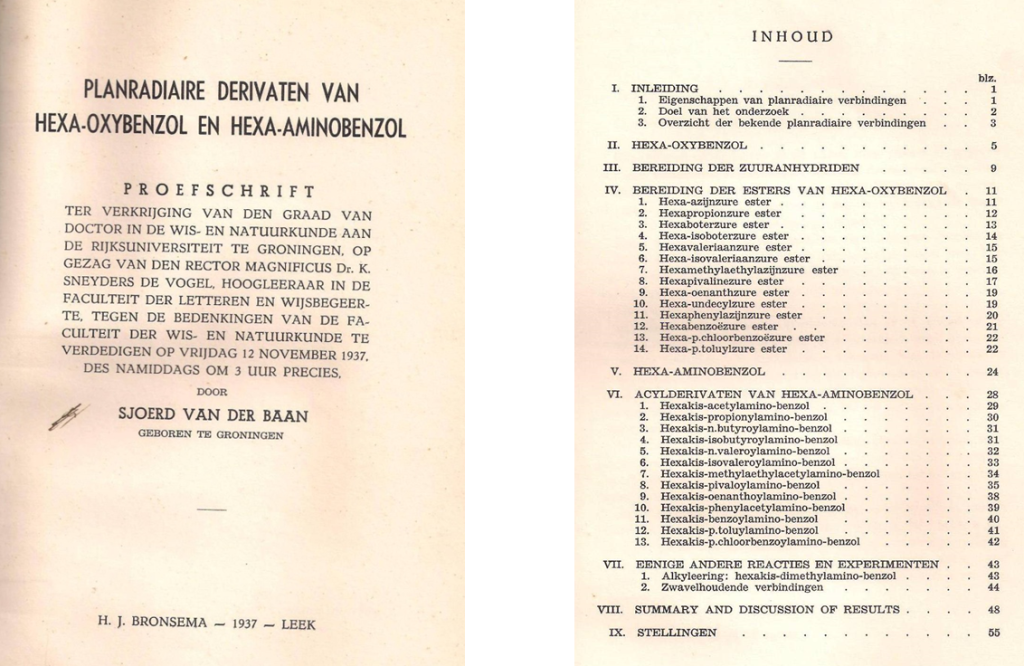 PLANRADIAIRE DERIVATEN VAN
HEXA-OXYBENZOL EN HEXA-AMINOBENZOL
PROEFSCHRIFT
TER VERKRIJGING VAN DEN GRAAD VAN
DOCTOR IN DE WIS- EN NATUURKUNDE AAN
DE RIJKSUNIVERSITEIT TE GRONINGEN, OP
GEZAG VAN DEN RECTOR MAGNIFICUS Dr. K.
SNEYDERS DE VOGEL, HOOGLEERAAR IN DE
FACULTEIT DER LETTEREN EN WIJSBEGEER-
TE, TEGEN DE BEDENKINGEN VAN DE FA-
CULTEIT DER WIS- EN NATUURKUNDE TE
VERDEDIGEN OP VRIJDAG 12 NOVEMBER 1937,
DES NAMIDDAGS OM 3 UUR PRECIES,
DOOR
SJOERD VAN DER BAAN
GEBOREN TE GRONINGEN
H. J. BRONSEMA — 1937 — LEEK
INHOUD
blz.
I. INLEIDING . . . . . . . . . . . . 1
1. Eigenschappen van planradiaire verbindingen . . . 1
2. Doel van het onderzoek . . . . . . . . 2
3. Overzicht der bekende planradiaire verbindingen . . 3
II. HEXA-OXYBENZOL . . . . . . . . . . 5
III. BEREIDING DER ZUURANHYDRIDEN . . . . . 9
IV. BEREIDING DER ESTERS VAN HEXA-OXYBENZOL . 11
1. Hexa-azijnzure ester . . . . . . . . . 11
2. Hexapropionzure ester . . . . . . . . 12
3. Hexaboterzure ester . . . . . . . . . 13
4. Hexa-isoboterzure ester . . . . . . . . 14
5. Hexavaleriaanzure ester . . . . . . . . 15
6. Hexa-isovaleriaanzure ester . . . . . . . 15
7. Hexamethylaethylazijnzure ester . . . . . . 16
8. Hexapivalinezure ester . . . . . . . . 17
9. Hexa-oenanthzure ester . . . . . . . . 19
10. Hexa-undecylzure ester . . . . . . . . 19
11. Hexaphenylazijnzure ester . . . . . . . 20
12. Hexabenzoëzure ester . . . . . . . . . 21
13. Hexa-p.chloorbenzoëzure ester . . . . . . 22
14. Hexa-p.toluylzure ester . . . . . . . . 22
V. HEXA-AMINOBENZOL . . . . . . . . . 24
VI. ACYLDERIVATEN VAN HEXA-AMINOBENZOL . . . 28
1. Hexakis-acetylamino-benzol . . . . . . . 29
2. Hexakis-propionylamino-benzol . . . . . . 30
3. Hexakis-n.butyroylamino-benzol . . . . . . 31
4. Hexakis-isobutyroylamino-benzol . . . . . . 31
5. Hexakis-n.valeroylamino-benzol . . . . . . 32
6. Hexakis-isovaleroylamino-benzol . . . . . . 33
7. Hexakis-methylaethylacetylamino-benzol . . . . 34
8. Hexakis-pivaloylamino-benzol . . . . . . . 35
9. Hexakis-oenanthoylamino-benzol . . . . . . 38
10. Hexakis-phenylacetylamino-benzol . . . . . 39
11. Hexakis-benzoylamino-benzol . . . . . . 40
12. Hexakis-p.toluylamino-benzol . . . . . . 41
13. Hexakis-p.chloorbenzoylamino-benzol . . . . . 42
VII. EENIGE ANDERE REACTIES EN EXPERIMENTEN . . 43
1. Alkyleering: hexakis-dimethylamino-benzol . . . . 43
2. Zwavelhoudende verbindingen . . . . . . 44
VIII. SUMMARY AND DISCUSSION OF RESULTS . . . . 48
IX. STELLINGEN . . . . . . . . . . . 55